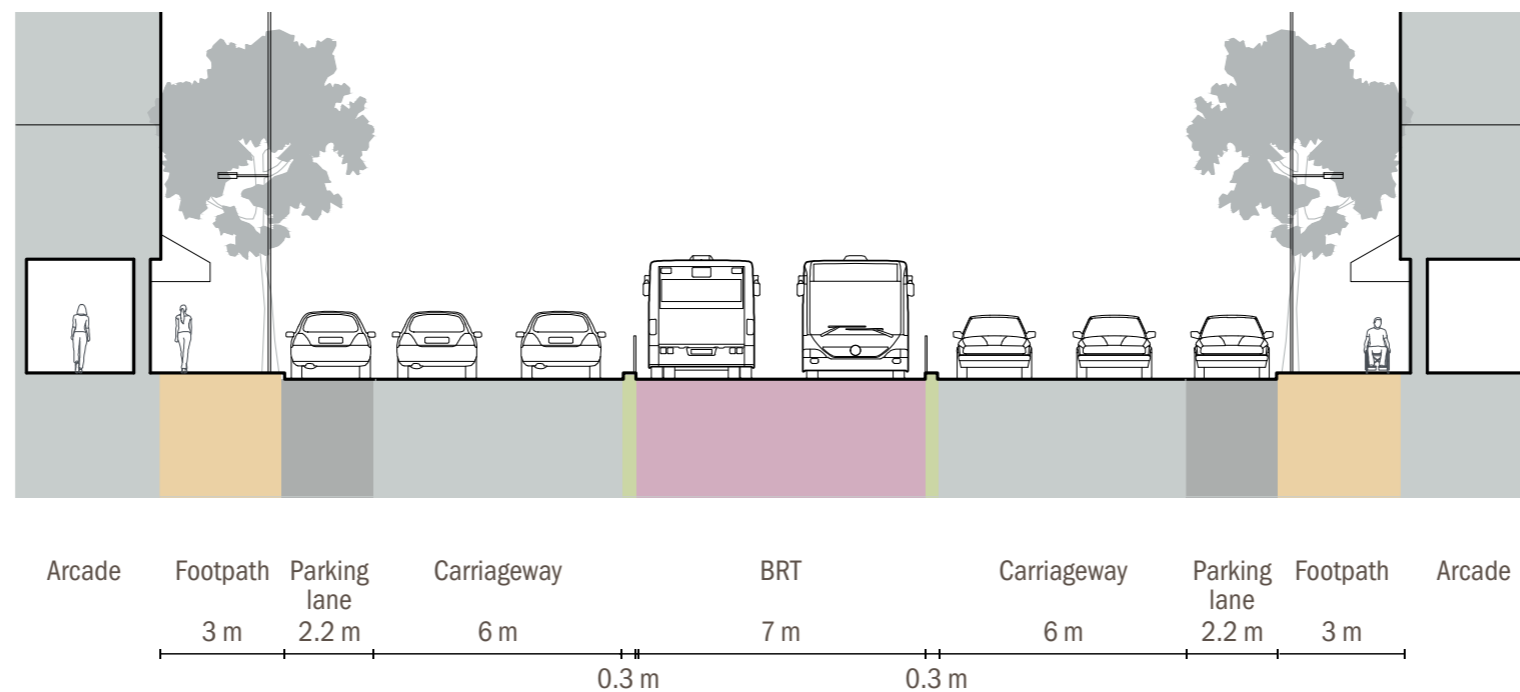 Arcade Footpath Parking Carriageway BRT Carriageway Parking Footpath Arcade
lane lane
3 m 2.2 m 6 m 7 m 6 m 2.2 m 3 m
0.3 m 0.3 m